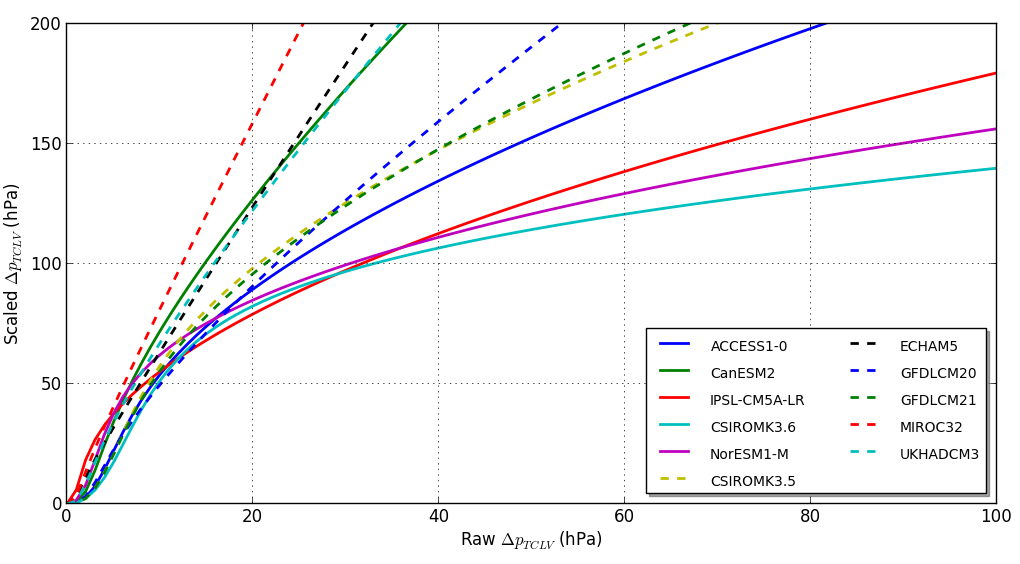 200
150
100
50
0
Scaled Δp_TCLV (hPa)
0 20 40 60 80 100
Raw Δp_TCLV (hPa)
ACCESS1-0
CanESM2
IPSL-CM5A-LR
CSIROMK3.6
NorESM1-M
CSIROMK3.5
ECHAM5
GFDLCM20
GFDLCM21
MIROC32
UKHADCM3